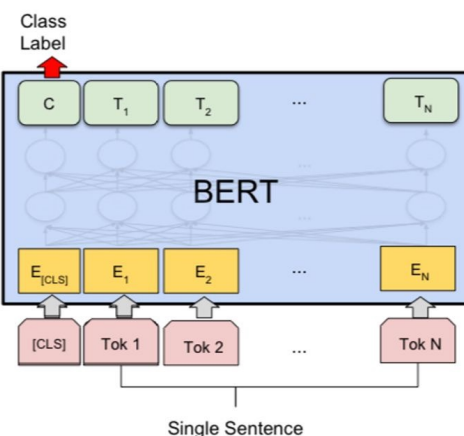 Class
Label
C T1 T2 ... TN
...
BERT
...
E[CLS] E1 E2 ... EN
[CLS] Tok 1 Tok 2 ... Tok N
Single Sentence